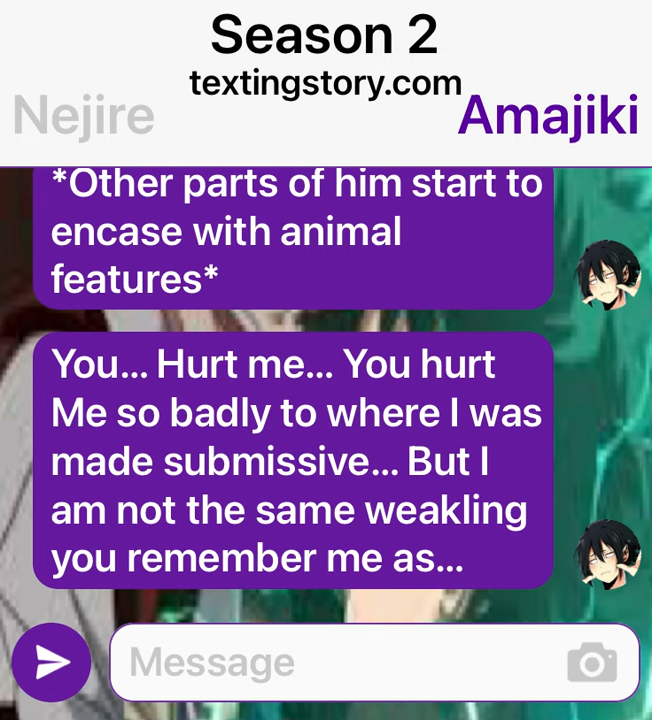 Season 2
textingstory.com
Nejire
Amajiki
*Other parts of him start to
encase with animal
features*
You... Hurt me... You hurt
Me so badly to where I was
made submissive... But I
am not the same weakling
you remember me as...
Message